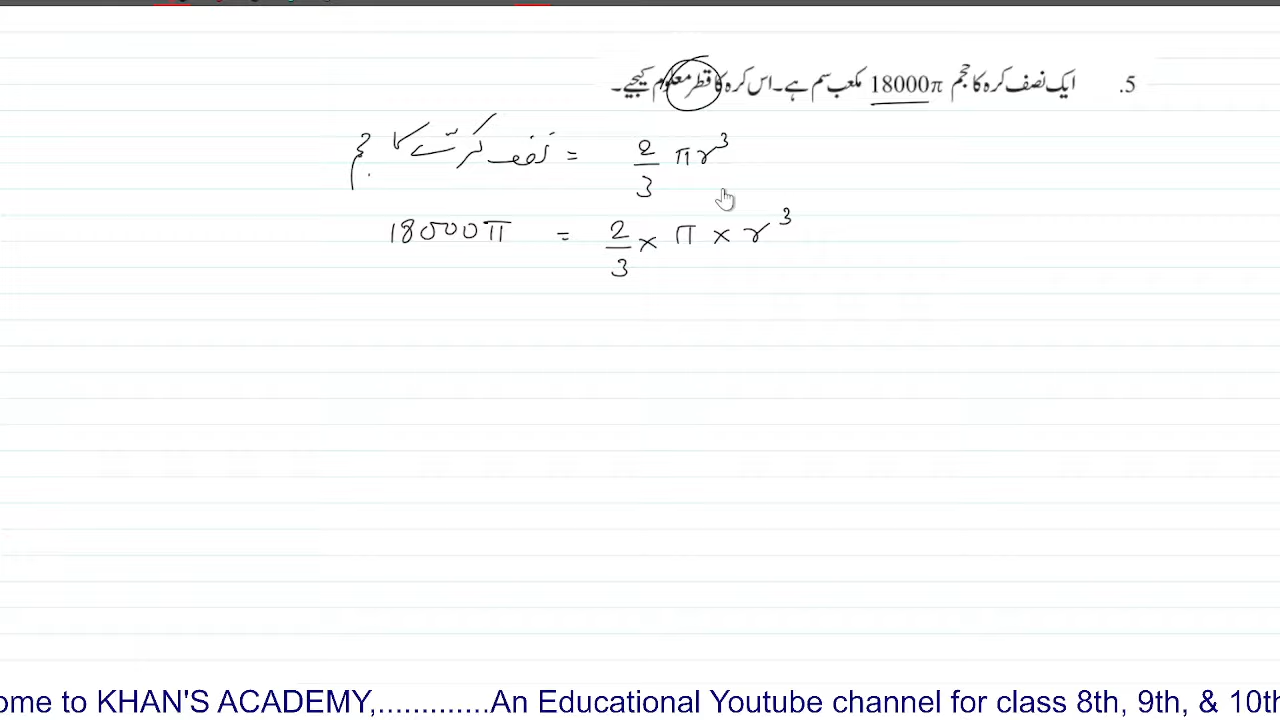 5. ایک نصف کرہ کا حجم 18000π مکعب سم ہے۔ اس کرہ کا قطر معلوم کیجیے۔
نصف کرّے کا حجم = 2/3 πr³
18000π = 2/3 × π × r³
ome to KHAN'S ACADEMY,.............An Educational Youtube channel for class 8th, 9th, & 10th